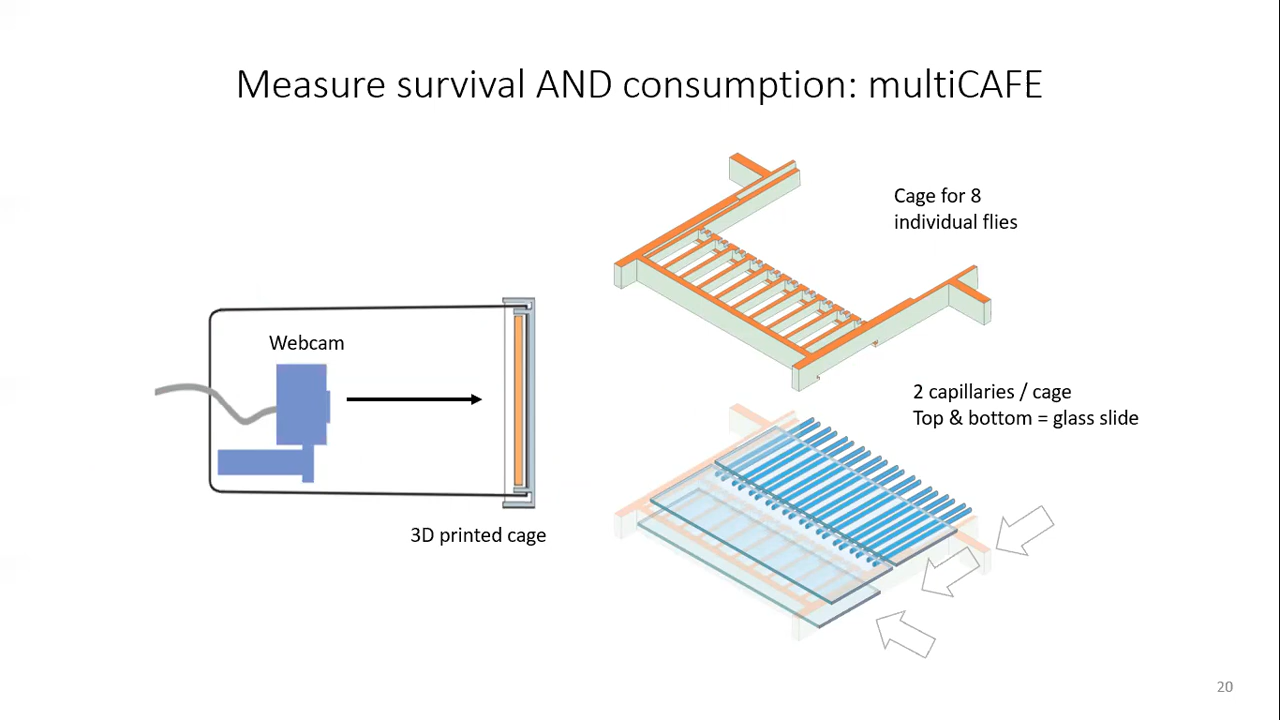 Measure survival AND consumption: multiCAFE
Cage for 8
individual flies
Webcam
2 capillaries / cage
Top & bottom = glass slide
3D printed cage
20